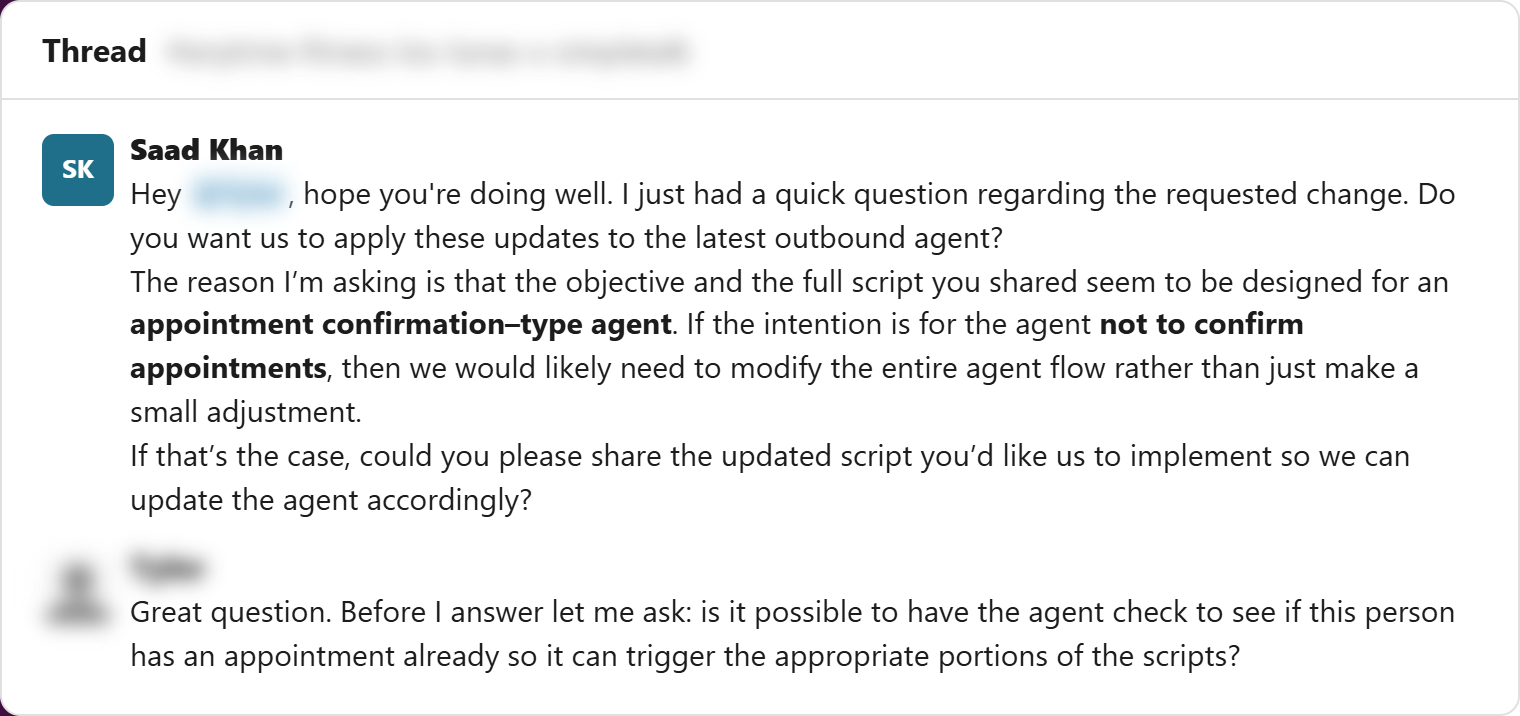 Thread
SK
Saad Khan
Hey , hope you're doing well. I just had a quick question regarding the requested change. Do
you want us to apply these updates to the latest outbound agent?
The reason I’m asking is that the objective and the full script you shared seem to be designed for an
appointment confirmation–type agent. If the intention is for the agent not to confirm
appointments, then we would likely need to modify the entire agent flow rather than just make a
small adjustment.
If that’s the case, could you please share the updated script you’d like us to implement so we can
update the agent accordingly?
Great question. Before I answer let me ask: is it possible to have the agent check to see if this person
has an appointment already so it can trigger the appropriate portions of the scripts?